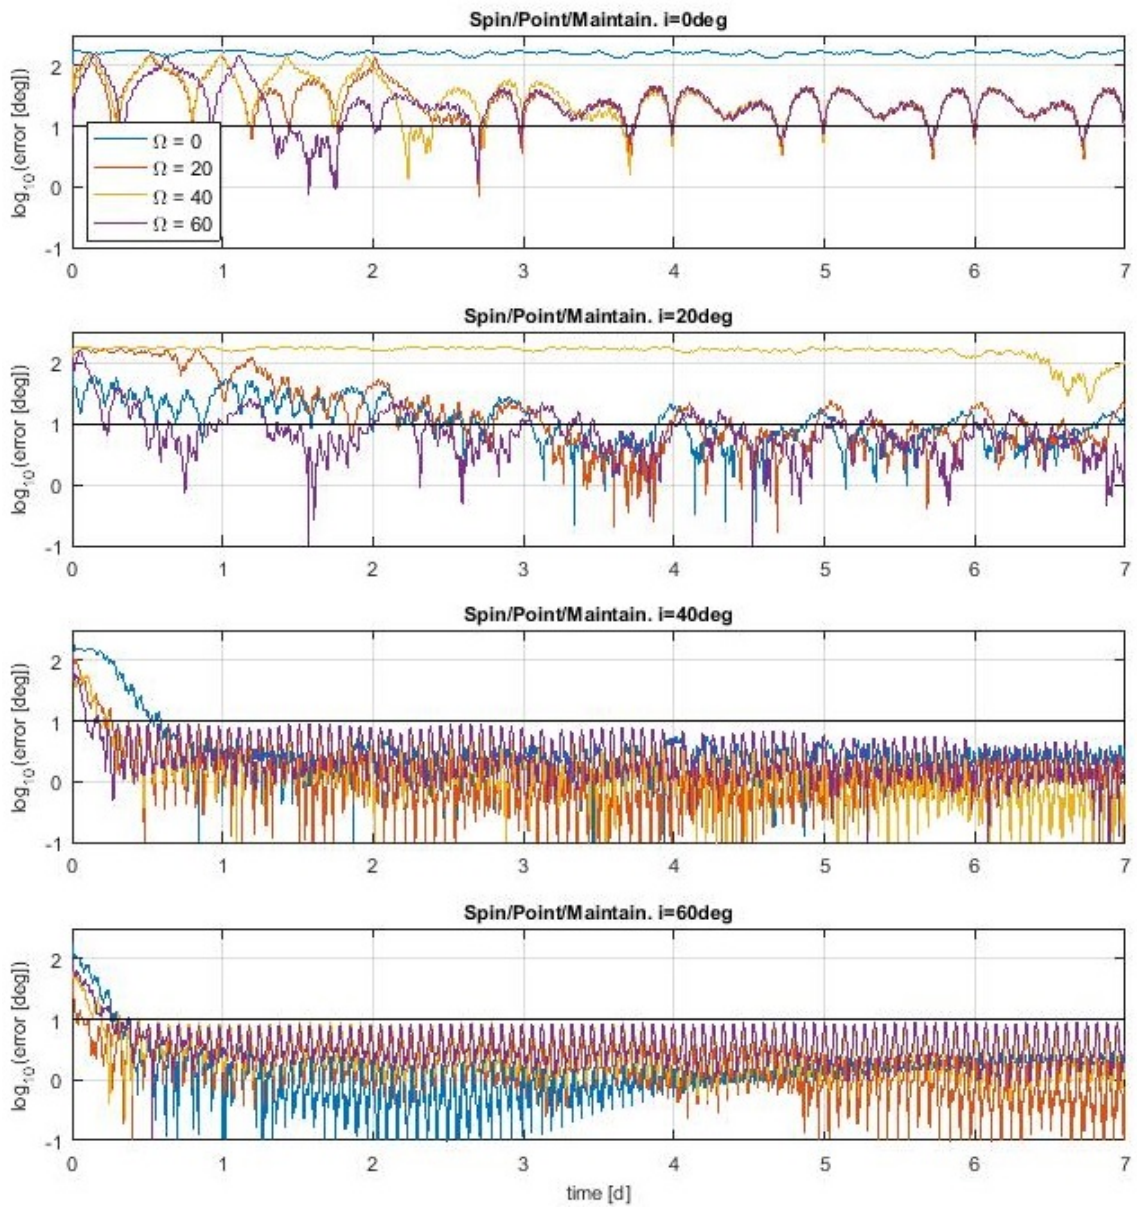 Spin/Point/Maintain. i=0deg
log10(error [deg])
2
1
0
-1
Ω = 0
Ω = 20
Ω = 40
Ω = 60
0 1 2 3 4 5 6 7
Spin/Point/Maintain. i=20deg
log10(error [deg])
2
1
0
-1
0 1 2 3 4 5 6 7
Spin/Point/Maintain. i=40deg
log10(error [deg])
2
1
0
-1
0 1 2 3 4 5 6 7
Spin/Point/Maintain. i=60deg
log10(error [deg])
2
1
0
-1
0 1 2 3 4 5 6 7
time [d]